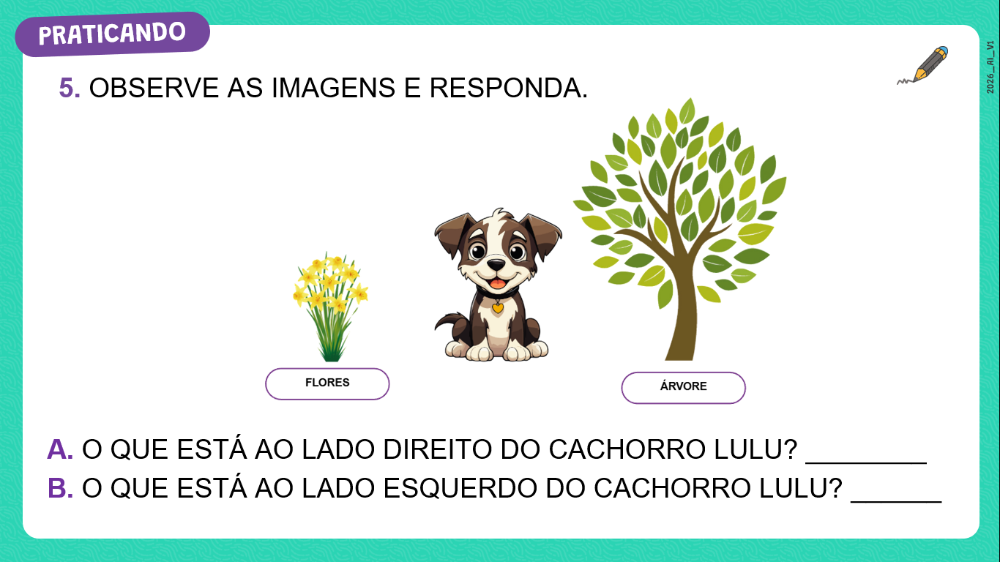 PRATICANDO
2026_AI_V1
5. OBSERVE AS IMAGENS E RESPONDA.
FLORES
ÁRVORE
A. O QUE ESTÁ AO LADO DIREITO DO CACHORRO LULU? ________
B. O QUE ESTÁ AO LADO ESQUERDO DO CACHORRO LULU? ______